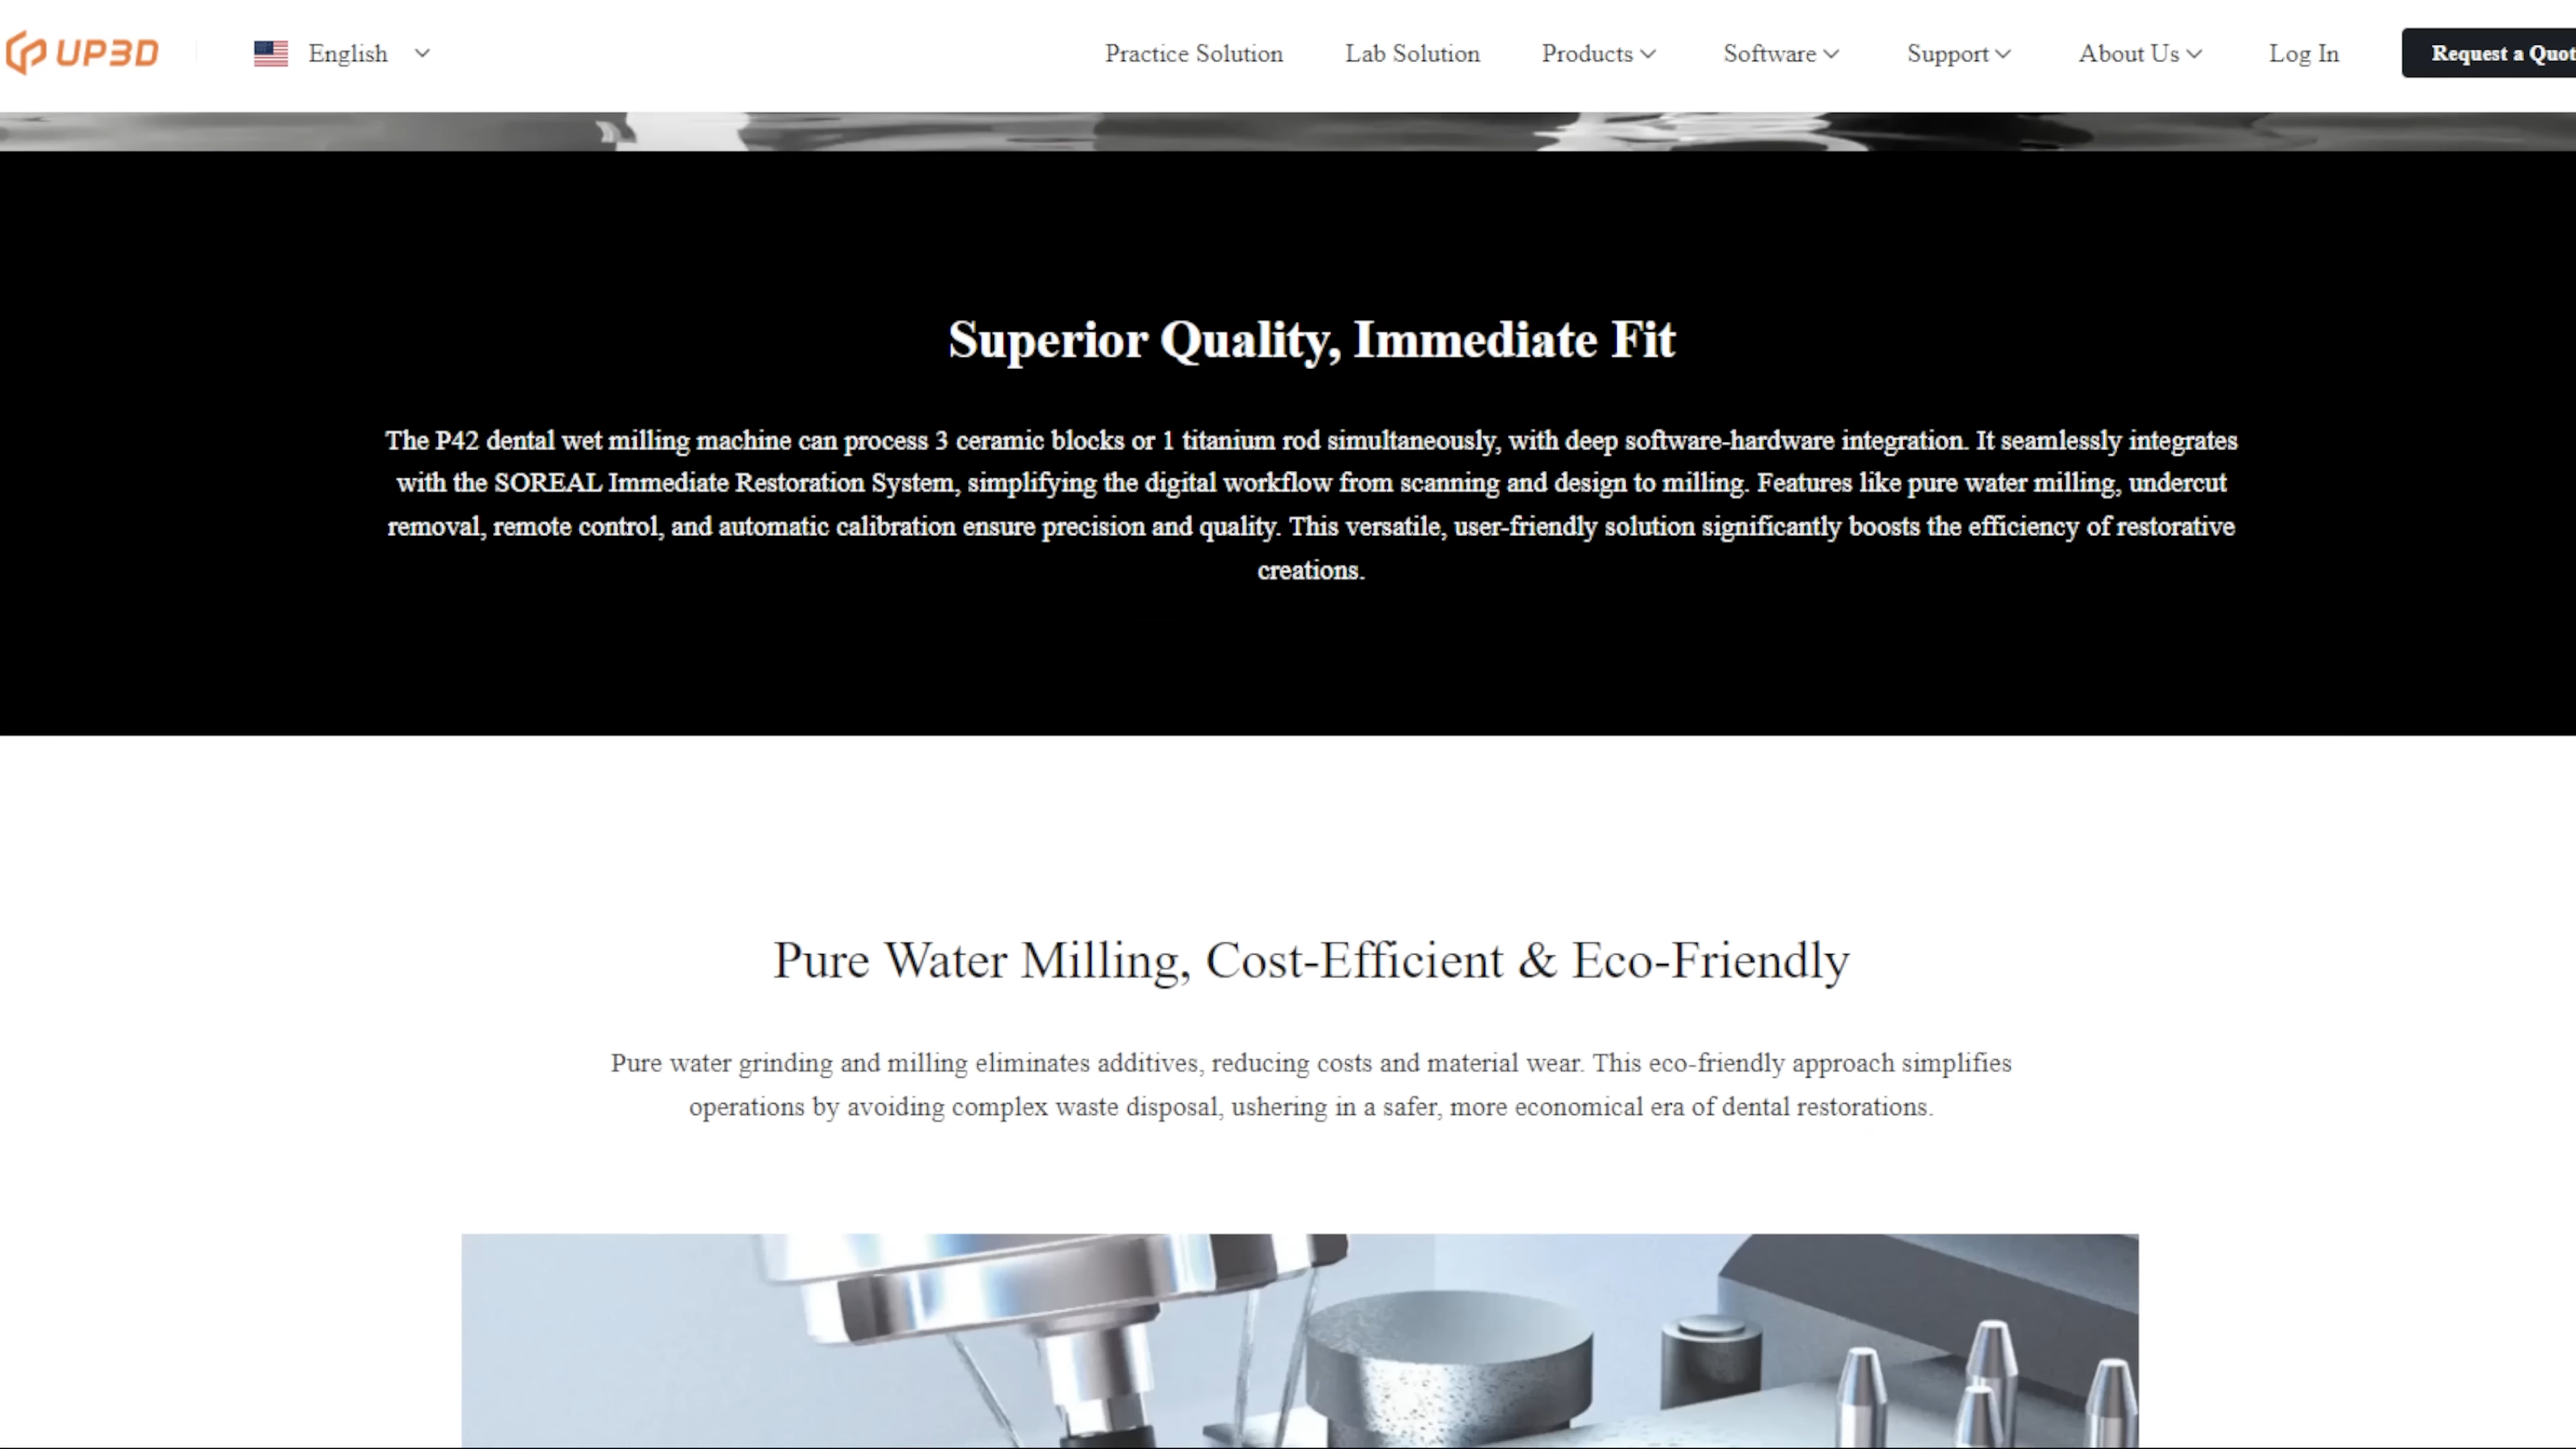 UP3D
English
Practice Solution
Lab Solution
Products
Software
Support
About Us
Log In
Request a Quot
Superior Quality, Immediate Fit
The P42 dental wet milling machine can process 3 ceramic blocks or 1 titanium rod simultaneously, with deep software-hardware integration. It seamlessly integrates
with the SOREAL Immediate Restoration System, simplifying the digital workflow from scanning and design to milling. Features like pure water milling, undercut
removal, remote control, and automatic calibration ensure precision and quality. This versatile, user-friendly solution significantly boosts the efficiency of restorative
creations.
Pure Water Milling, Cost-Efficient & Eco-Friendly
Pure water grinding and milling eliminates additives, reducing costs and material wear. This eco-friendly approach simplifies
operations by avoiding complex waste disposal, ushering in a safer, more economical era of dental restorations.